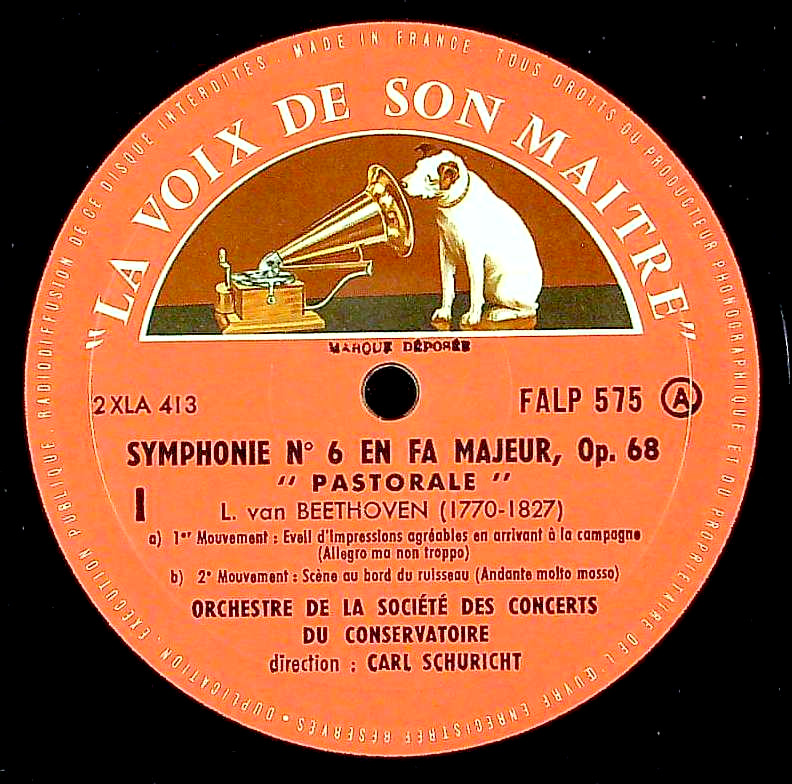 MADE IN FRANCE · TOUS DROITS DU PRODUCTEUR PHONOGRAPHIQUE ET DU PROPRIÉTAIRE DE L'ŒUVRE ENREGISTRÉE RÉSERVÉS • DUPLICATION · EXÉCUTION PUBLIQUE · RADIODIFFUSION DE CE DISQUE INTERDITES ·
"LA VOIX DE SON MAITRE"
MARQUE DÉPOSÉE
2 XLA 413
FALP 575 A
SYMPHONIE N° 6 EN FA MAJEUR, Op. 68
" PASTORALE "
I
L. van BEETHOVEN (1770-1827)
a) 1er Mouvement : Eveil d'impressions agréables en arrivant à la campagne
(Allegro ma non troppo)
b) 2e Mouvement : Scène au bord du ruisseau (Andante molto mosso)
ORCHESTRE DE LA SOCIÉTÉ DES CONCERTS
DU CONSERVATOIRE
direction : CARL SCHURICHT